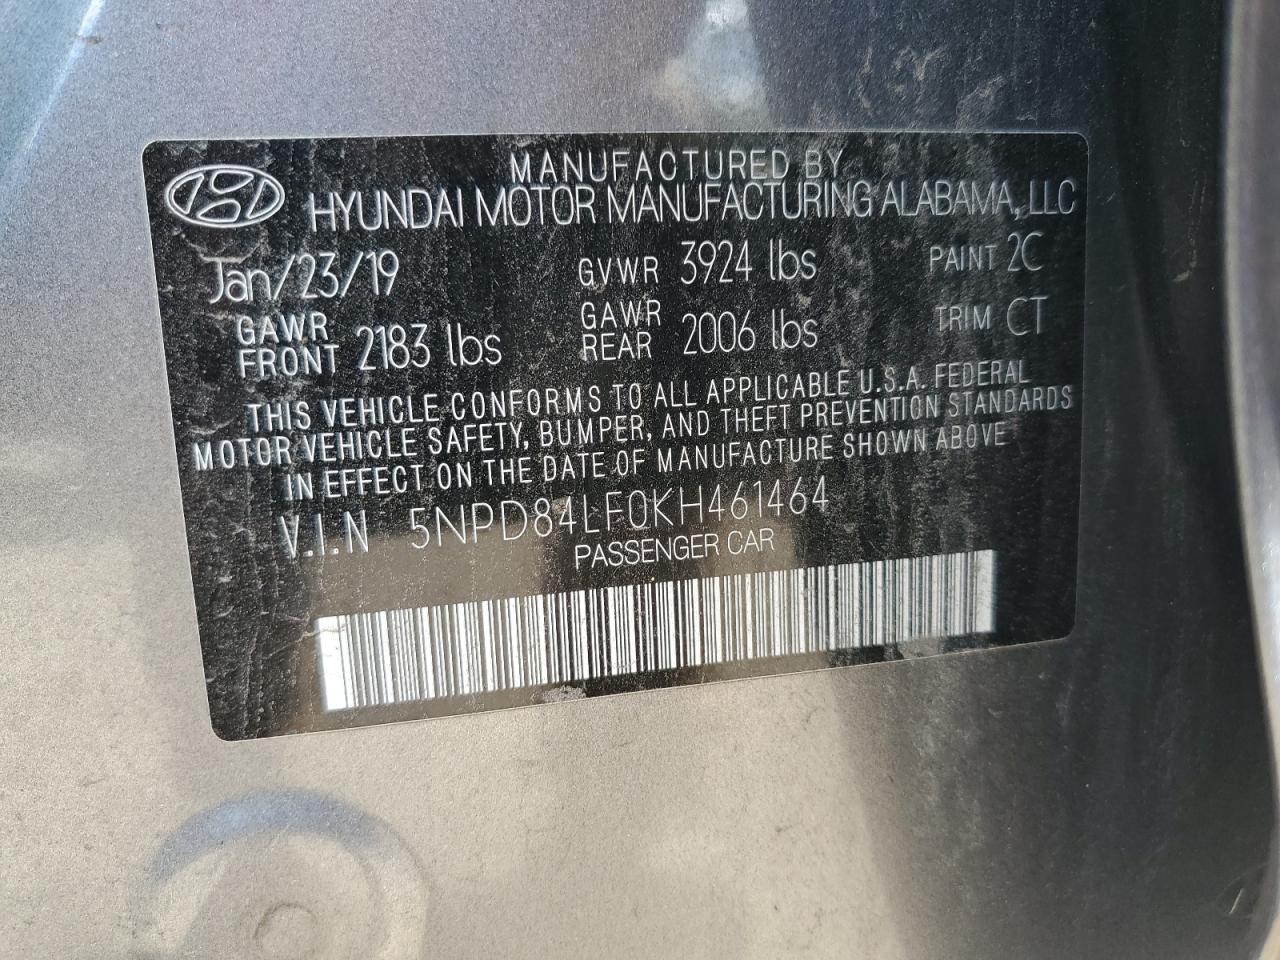 MANUFACTURED BY
HYUNDAI MOTOR MANUFACTURING ALABAMA, LLC
Jan/23/19 GVWR 3924 lbs PAINT 2C
GAWR FRONT 2183 lbs GAWR REAR 2006 lbs TRIM CT
THIS VEHICLE CONFORMS TO ALL APPLICABLE U.S.A. FEDERAL
MOTOR VEHICLE SAFETY, BUMPER, AND THEFT PREVENTION STANDARDS
IN EFFECT ON THE DATE OF MANUFACTURE SHOWN ABOVE
V.I.N 5NPD84LF0KH461464
PASSENGER CAR